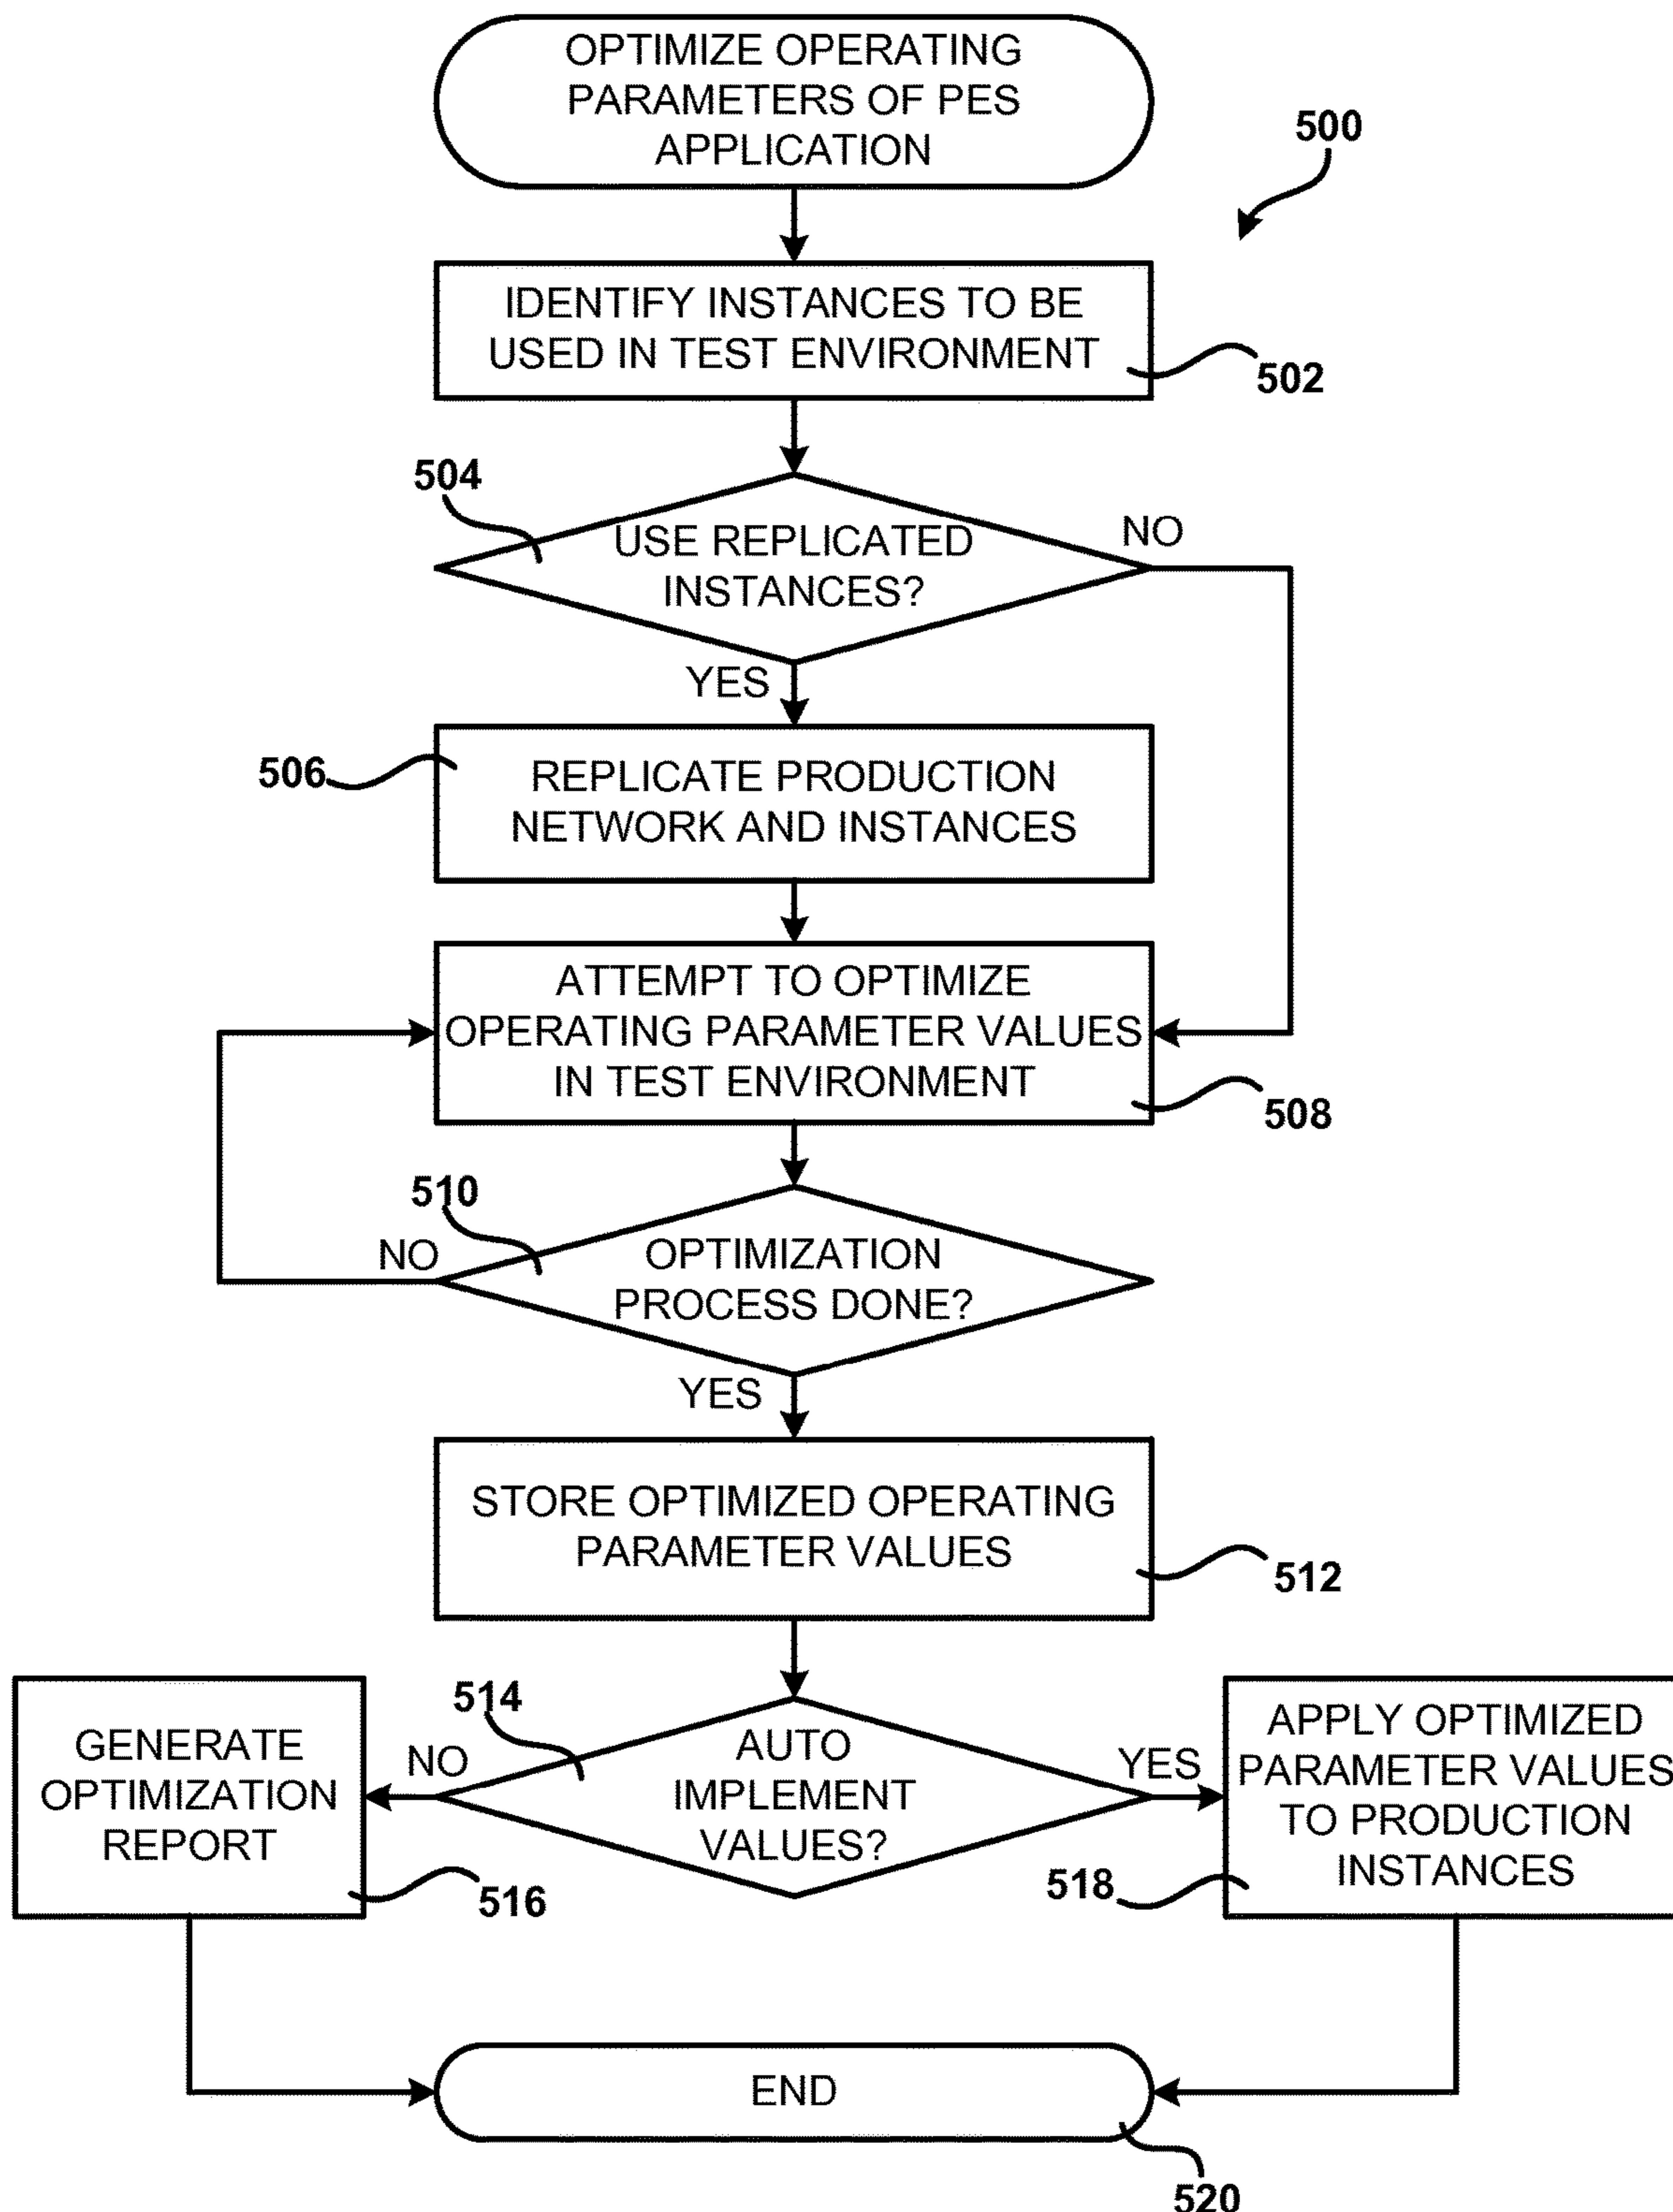 OPTIMIZE OPERATING
PARAMETERS OF PES
APPLICATION
500
IDENTIFY INSTANCES TO BE
USED IN TEST ENVIRONMENT
502
504
USE REPLICATED
INSTANCES?
NO
YES
506
REPLICATE PRODUCTION
NETWORK AND INSTANCES
ATTEMPT TO OPTIMIZE
OPERATING PARAMETER VALUES
IN TEST ENVIRONMENT
508
510
NO
OPTIMIZATION
PROCESS DONE?
YES
STORE OPTIMIZED OPERATING
PARAMETER VALUES
512
514
AUTO
IMPLEMENT
VALUES?
NO
YES
GENERATE
OPTIMIZATION
REPORT
516
APPLY OPTIMIZED
PARAMETER VALUES
TO PRODUCTION
INSTANCES
518
END
520